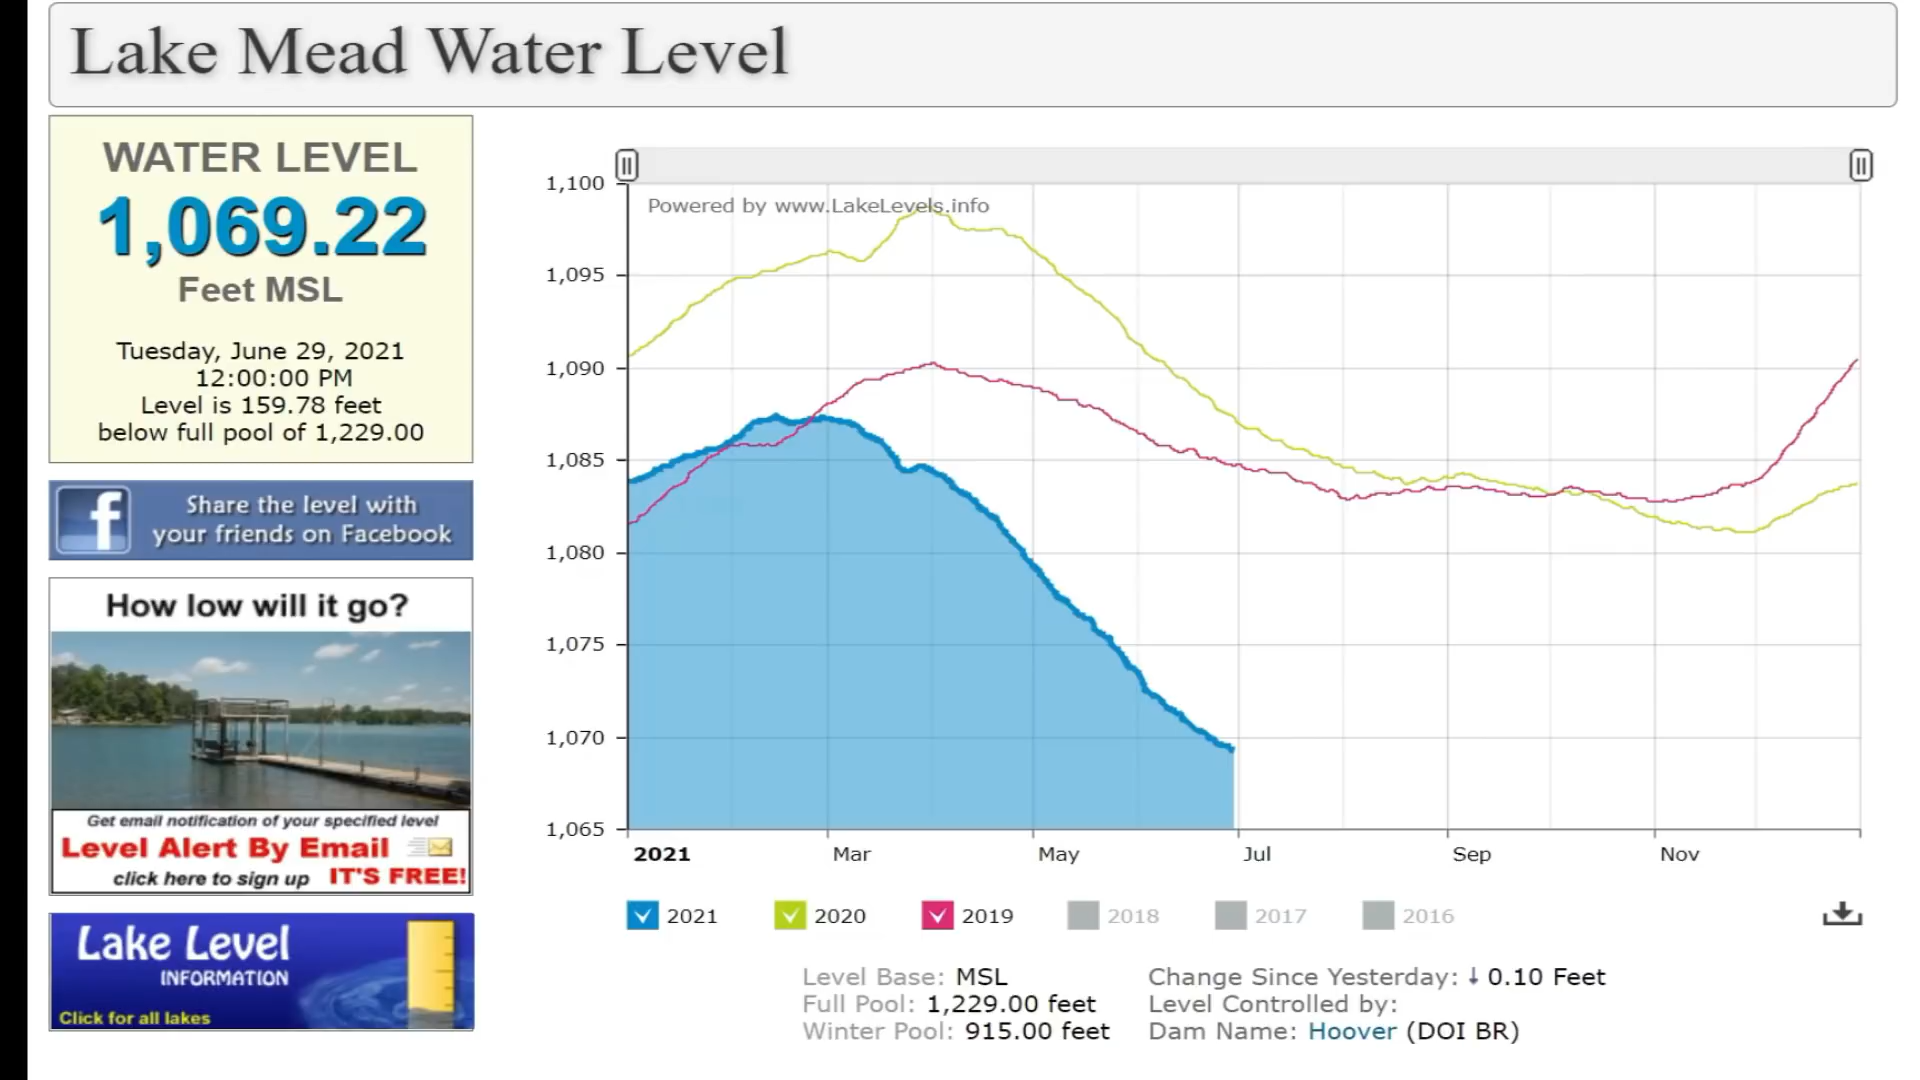 Lake Mead Water Level
WATER LEVEL
1,069.22
Feet MSL
Tuesday, June 29, 2021
12:00:00 PM
Level is 159.78 feet
below full pool of 1,229.00
f
Share the level with
your friends on Facebook
How low will it go?
Get email notification of your specified level
Level Alert By Email
click here to sign up IT'S FREE!
Lake Level
INFORMATION
Click for all lakes
Powered by www.LakeLevels.info
1,100
1,095
1,090
1,085
1,080
1,075
1,070
1,065
2021 Mar May Jul Sep Nov
2021 2020 2019 2018 2017 2016
Level Base: MSL
Full Pool: 1,229.00 feet
Winter Pool: 915.00 feet
Change Since Yesterday: ↓ 0.10 Feet
Level Controlled by:
Dam Name: Hoover (DOI BR)